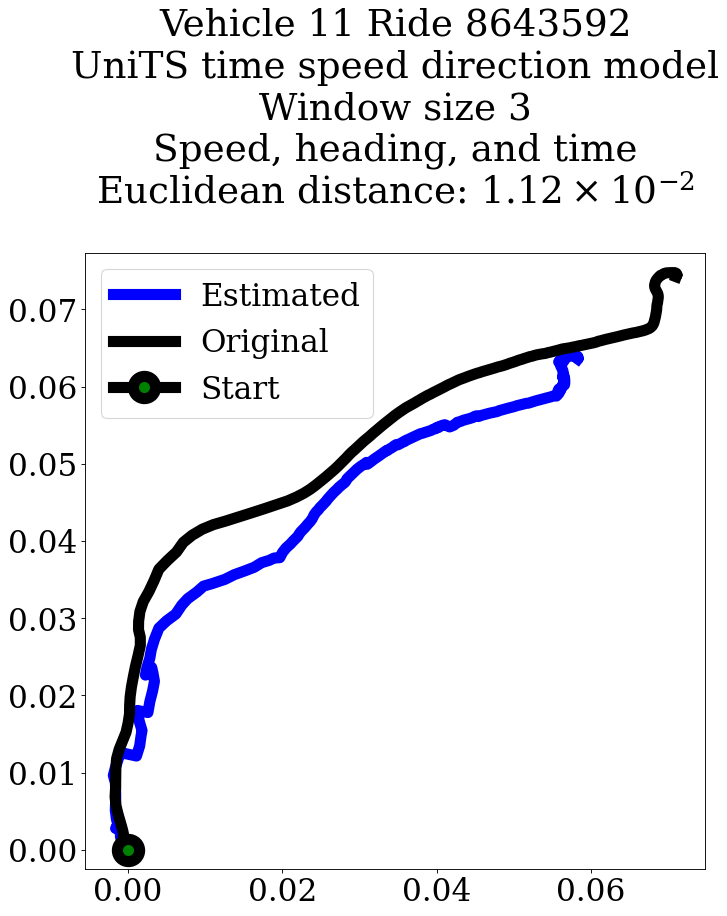 Vehicle 11 Ride 8643592
UniTS time speed direction model
Window size 3
Speed, heading, and time
Euclidean distance: 1.12 × 10⁻²
Estimated
Original
Start
0.07
0.06
0.05
0.04
0.03
0.02
0.01
0.00
0.00 0.02 0.04 0.06